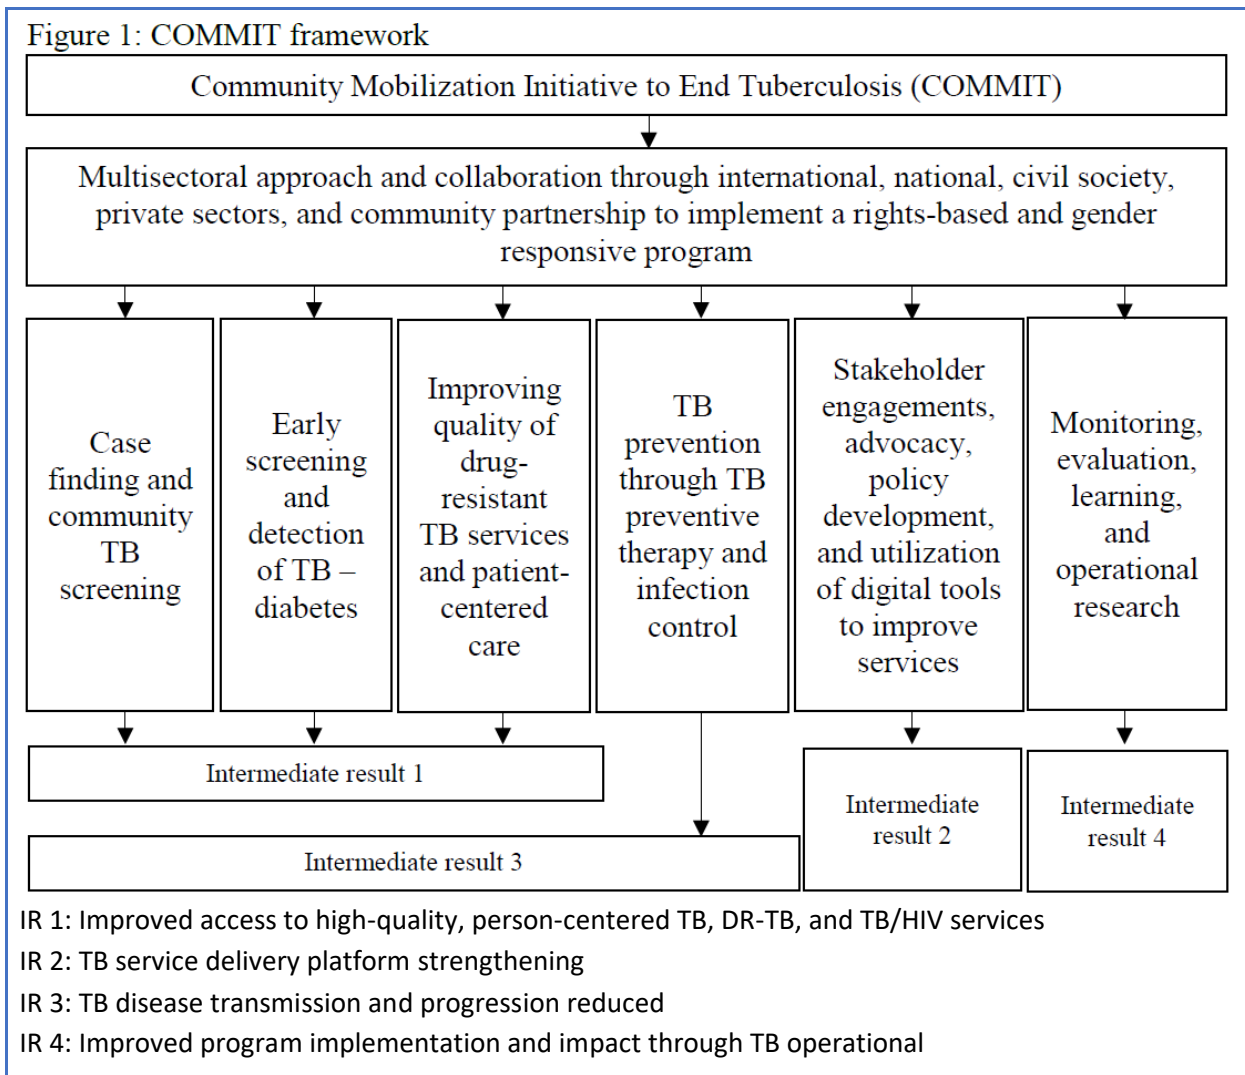 Figure 1: COMMIT framework
Community Mobilization Initiative to End Tuberculosis (COMMIT)
Multisectoral approach and collaboration through international, national, civil society,
private sectors, and community partnership to implement a rights-based and gender
responsive program
Case
finding and
community
TB
screening
Early
screening
and
detection
of TB –
diabetes
Improving
quality of
drug-
resistant
TB services
and patient-
centered
care
TB
prevention
through TB
preventive
therapy and
infection
control
Stakeholder
engagements,
advocacy,
policy
development,
and utilization
of digital tools
to improve
services
Monitoring,
evaluation,
learning,
and
operational
research
Intermediate result 1
Intermediate result 3
Intermediate
result 2
Intermediate
result 4
IR 1: Improved access to high-quality, person-centered TB, DR-TB, and TB/HIV services
IR 2: TB service delivery platform strengthening
IR 3: TB disease transmission and progression reduced
IR 4: Improved program implementation and impact through TB operational